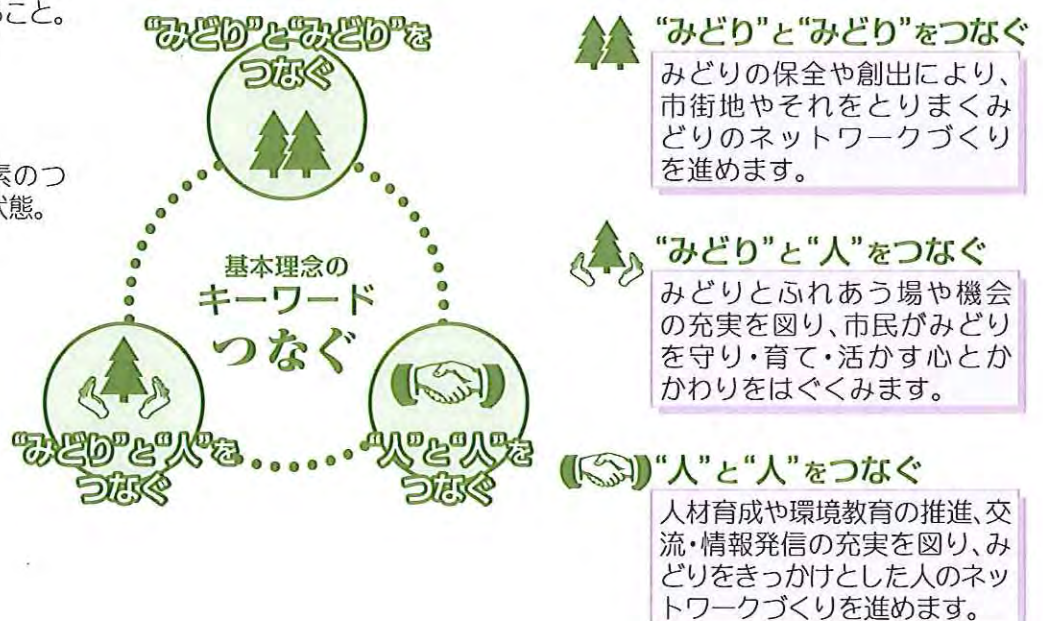 ること。
素のつ
状態。
“みどり”と“みどり”を
つなぐ
基本理念の
キーワード
つなぐ
“みどり”と“人”を
つなぐ
“人”と“人”を
つなぐ
“みどり”と“みどり”をつなぐ
みどりの保全や創出により、
市街地やそれをとりまくみ
どりのネットワークづくり
を進めます。
“みどり”と“人”をつなぐ
みどりとふれあう場や機会
の充実を図り、市民がみどり
を守り・育て・活かす心とか
かわりをはぐくみます。
“人”と“人”をつなぐ
人材育成や環境教育の推進、交
流・情報発信の充実を図り、み
どりをきっかけとした人のネッ
トワークづくりを進めます。